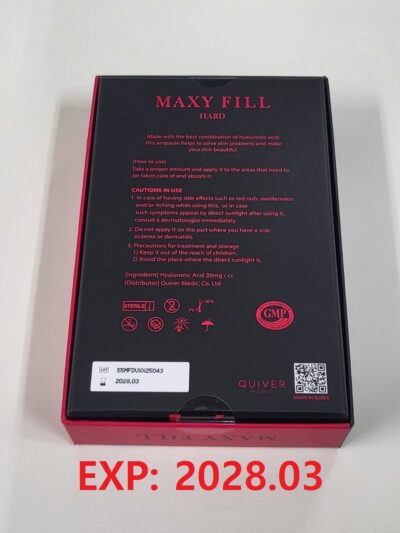 MAXY FILL
HARD
Made with the best combination of hyaluronic acid.
this ampoule helps to solve skin problems and make
your skin beautiful.
[How to use]
Take a proper amount and apply it to the areas that need to
be taken care of and absorb it.
CAUTIONS IN USE
1. In case of having side effects such as red rash, swollenness
and/or itching while using this, or in case
such symptoms appear by direct sunlight after using it,
consult a dermatologist immediately.
2. Do not apply it on the part where you have a scar,
eczema or dermatitis.
3. Precautions for treatment and storage
1) Keep it out of the reach of children.
2) Avoid the place where the direct sunlight is.
[Ingredient] Hyaluronic Acid 20mg / cc
[Distributor] Quiver Medic, Co. Ltd
STERILE
1°C
30°C
GMP
LOT
2028.03
QUIVER
MEDIC
MADE IN KOREA
MAXY FILL
EXP: 2028.03